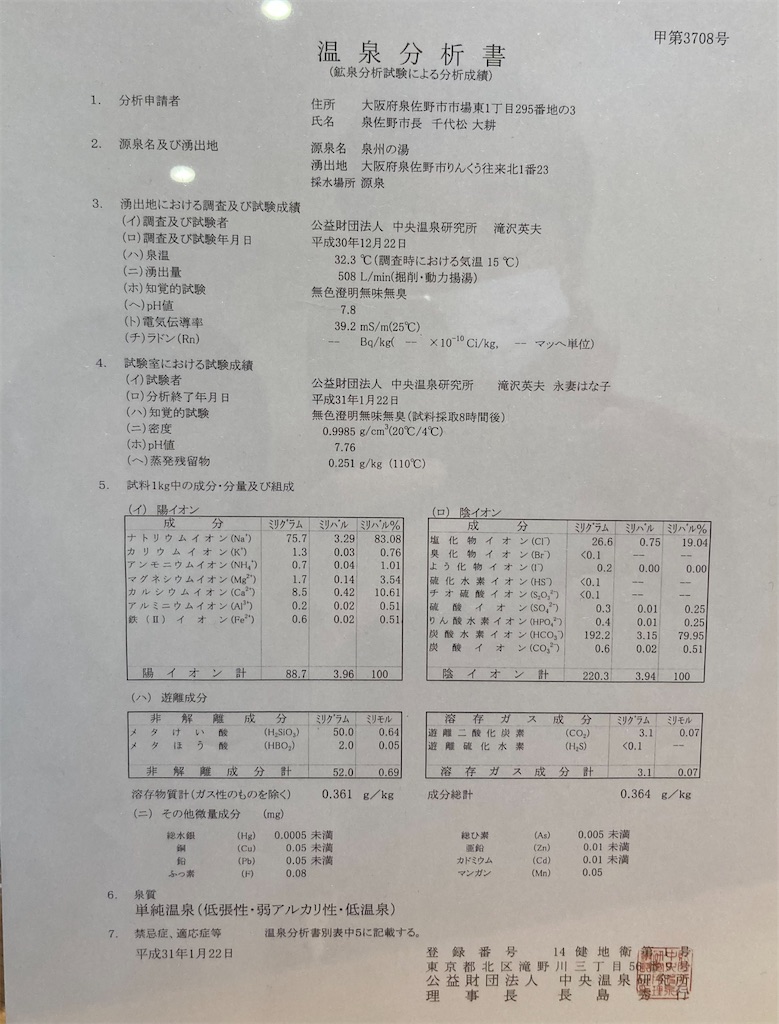 甲第3708号
温泉分析書
(鉱泉分析試験による分析成績)
1. 分析申請者 住所 大阪府泉佐野市市場東1丁目295番地の3
氏名 泉佐野市長 千代松 大耕
2. 源泉名及び湧出地 源泉名 泉州の湯
湧出地 大阪府泉佐野市りんくう往来北1番23
採水場所 源泉
3. 湧出地における調査及び試験成績
(イ)調査及び試験者 公益財団法人 中央温泉研究所 滝沢英夫
(ロ)調査及び試験年月日 平成30年12月22日
(ハ)泉温 32.3 ℃(調査時における気温 15 ℃)
(ニ)湧出量 508 L/min(掘削・動力揚湯)
(ホ)知覚的試験 無色澄明無味無臭
(ヘ)pH値 7.8
(ト)電気伝導率 39.2 mS/m(25℃)
(チ)ラドン(Rn) -- Bq/kg( -- ×10⁻¹⁰ Ci/kg, -- マッヘ単位)
4. 試験室における試験成績
(イ)試験者 公益財団法人 中央温泉研究所 滝沢英夫 永妻はな子
(ロ)分析終了年月日 平成31年1月22日
(ハ)知覚的試験 無色澄明無味無臭(試料採取8時間後)
(ニ)密度 0.9985 g/cm³(20℃/4℃)
(ホ)pH値 7.76
(ヘ)蒸発残留物 0.251 g/kg (110℃)
5. 試料1kg中の成分・分量及び組成
(イ) 陽イオン
成分 ミリグラム ミリバル ミリバル%
ナトリウムイオン(Na⁺) 75.7 3.29 83.08
カリウムイオン(K⁺) 1.3 0.03 0.76
アンモニウムイオン(NH₄⁺) 0.7 0.04 1.01
マグネシウムイオン(Mg²⁺) 1.7 0.14 3.54
カルシウムイオン(Ca²⁺) 8.5 0.42 10.61
アルミニウムイオン(Al³⁺) 0.2 0.02 0.51
鉄(Ⅱ)イオン(Fe²⁺) 0.6 0.02 0.51
陽イオン計 88.7 3.96 100
(ロ) 陰イオン
成分 ミリグラム ミリバル ミリバル%
塩化物イオン(Cl⁻) 26.6 0.75 19.04
臭化物イオン(Br⁻) <0.1 -- --
よう化物イオン(I⁻) 0.2 0.00 0.00
硫化水素イオン(HS⁻) <0.1 -- --
チオ硫酸イオン(S₂O₃²⁻) <0.1 -- --
硫酸イオン(SO₄²⁻) 0.3 0.01 0.25
りん酸水素イオン(HPO₄²⁻) 0.4 0.01 0.25
炭酸水素イオン(HCO₃⁻) 192.2 3.15 79.95
炭酸イオン(CO₃²⁻) 0.6 0.02 0.51
陰イオン計 220.3 3.94 100
(ハ) 遊離成分
非解離成分 ミリグラム ミリモル
メタけい酸 (H₂SiO₃) 50.0 0.64
メタほう酸 (HBO₂) 2.0 0.05
非解離成分計 52.0 0.69
溶存ガス成分 ミリグラム ミリモル
遊離二酸化炭素 (CO₂) 3.1 0.07
遊離硫化水素 (H₂S) <0.1 --
溶存ガス成分計 3.1 0.07
溶存物質計(ガス性のものを除く) 0.361 g/kg 成分総計 0.364 g/kg
(ニ) その他微量成分 (mg)
総水銀 (Hg) 0.0005 未満 総ひ素 (As) 0.005 未満
銅 (Cu) 0.05 未満 亜鉛 (Zn) 0.01 未満
鉛 (Pb) 0.05 未満 カドミウム (Cd) 0.01 未満
ふっ素 (F) 0.08 マンガン (Mn) 0.05
6. 泉質
単純温泉(低張性・弱アルカリ性・低温泉)
7. 禁忌症、適応症等 温泉分析書別表中5に記載する。
平成31年1月22日 登録番号 14健地衛第1号
東京都北区滝野川三丁目56番9号
公益財団法人 中央温泉研究所
理事長 長島秀行